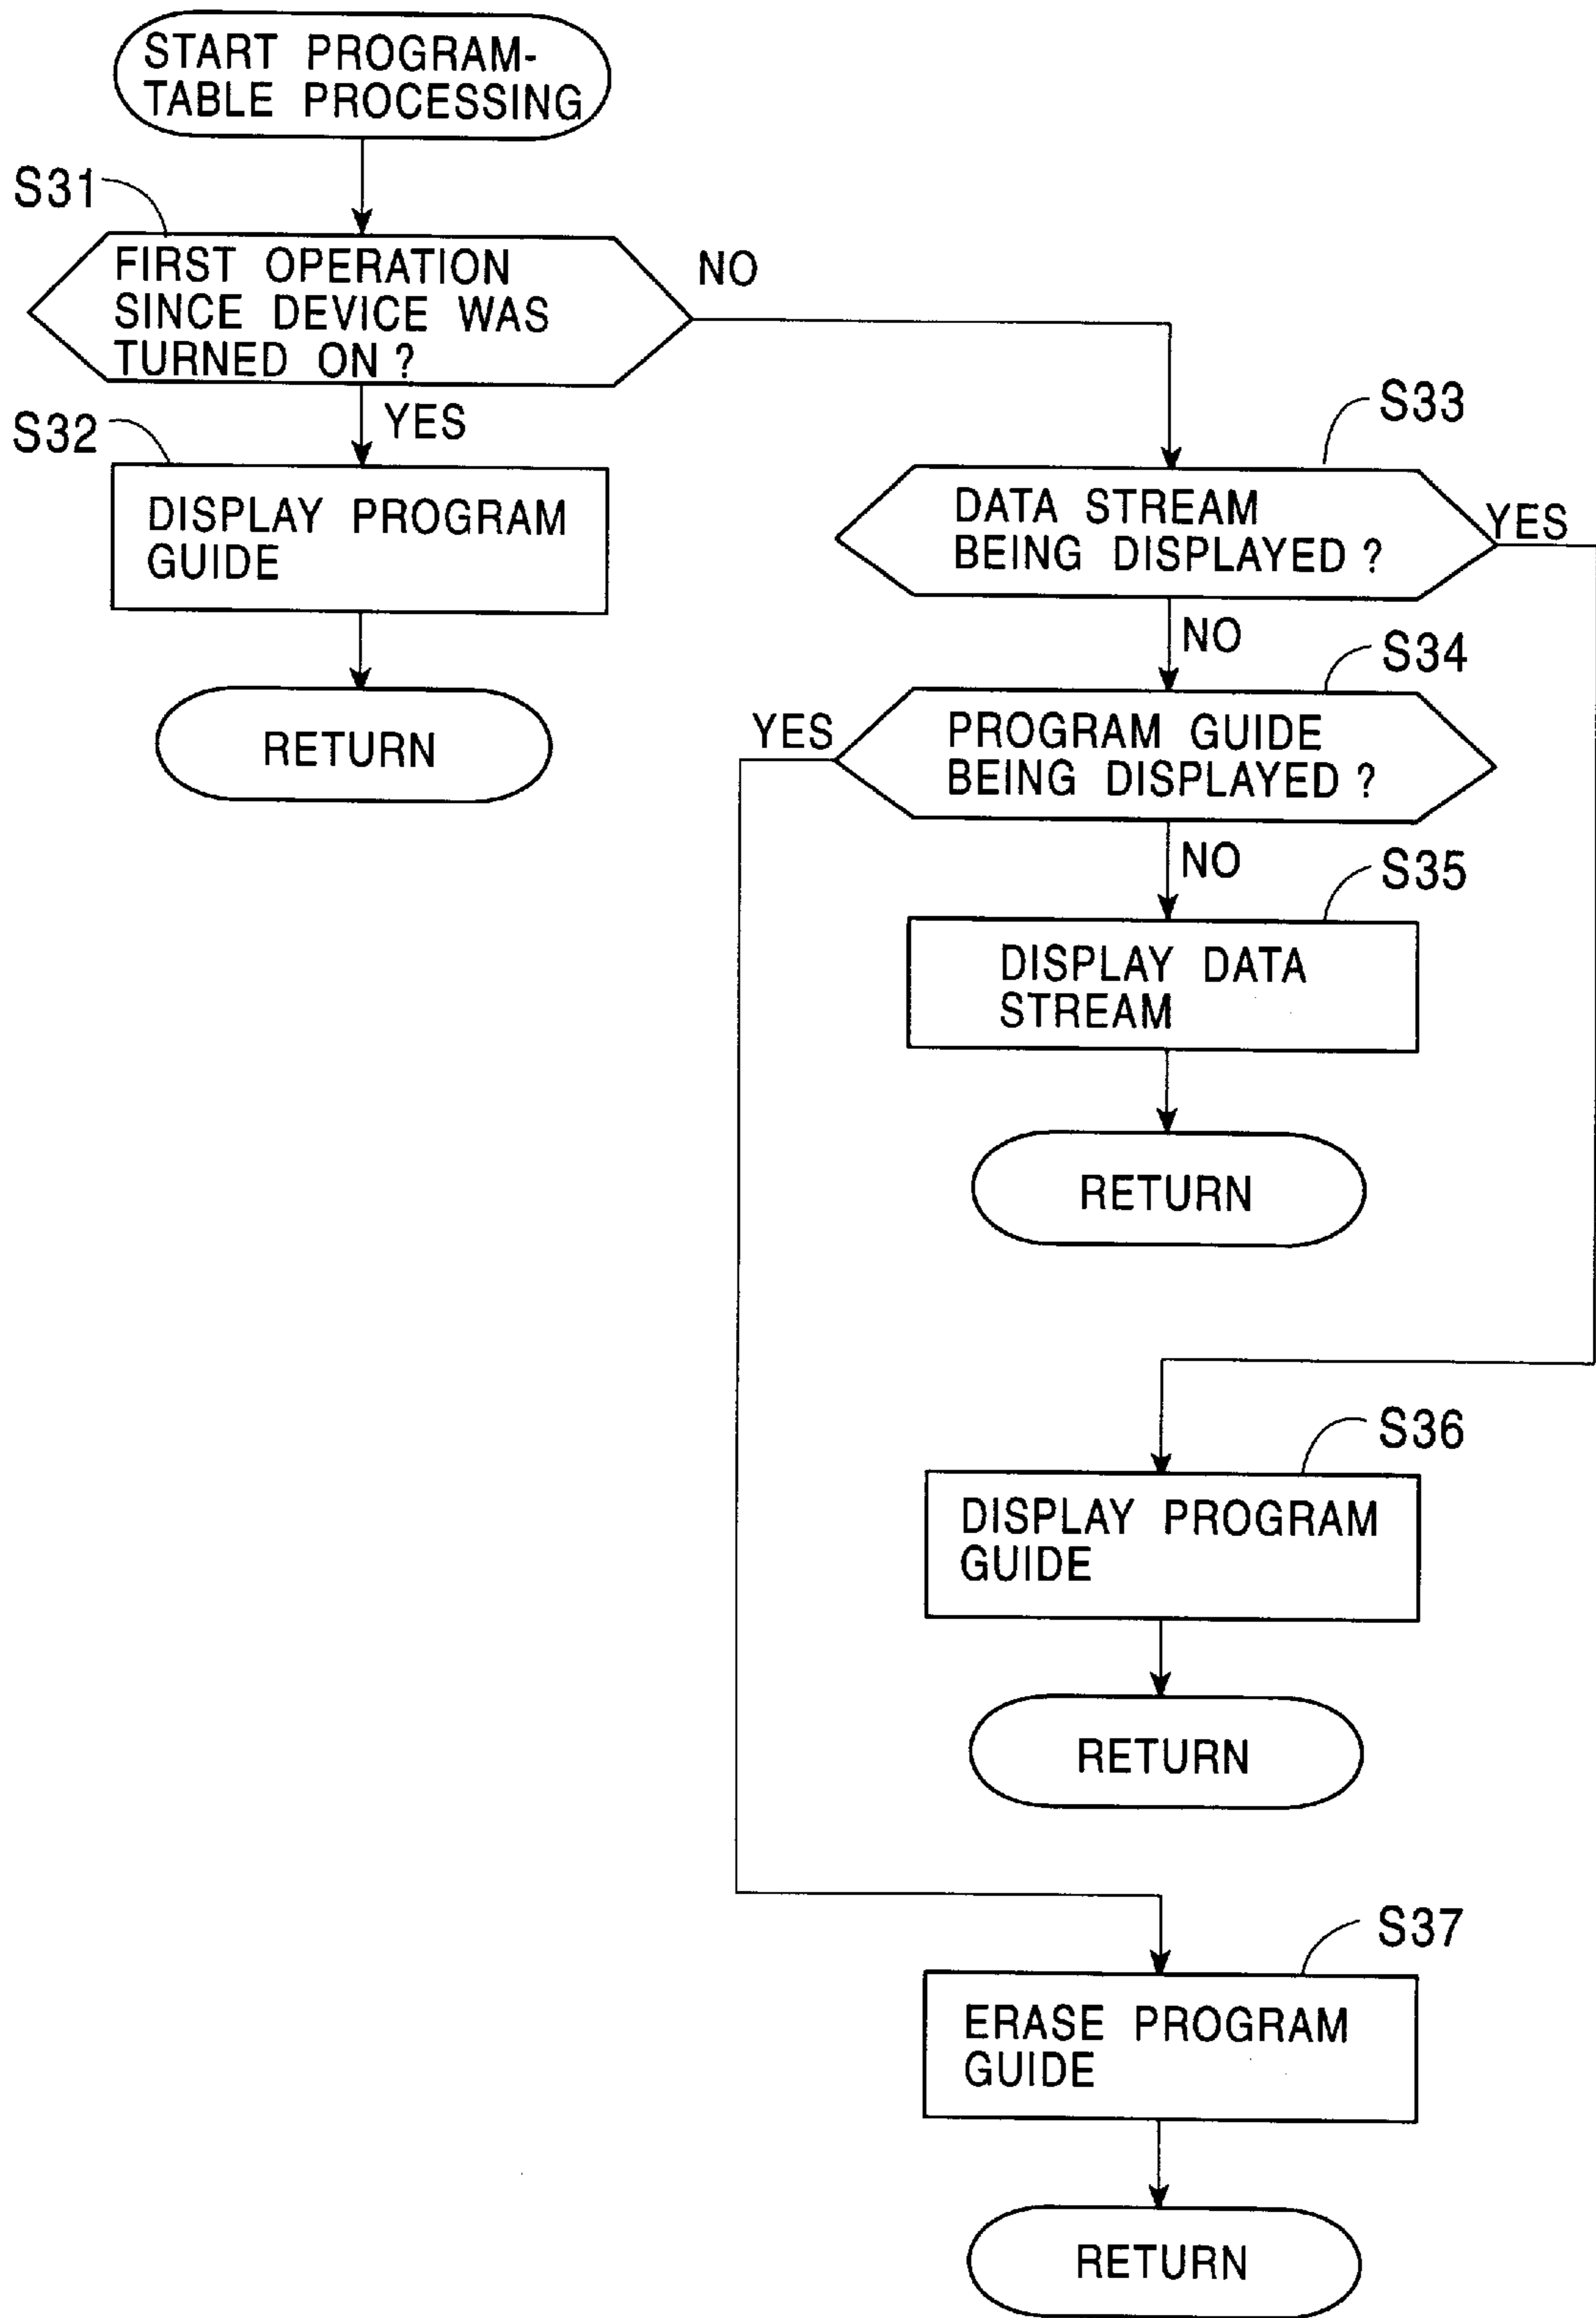 START PROGRAM-
TABLE PROCESSING
S31
FIRST OPERATION
SINCE DEVICE WAS
TURNED ON ?
NO
YES
S32
DISPLAY PROGRAM
GUIDE
RETURN
S33
DATA STREAM
BEING DISPLAYED ?
YES
NO
S34
YES
PROGRAM GUIDE
BEING DISPLAYED ?
NO
S35
DISPLAY DATA
STREAM
RETURN
S36
DISPLAY PROGRAM
GUIDE
RETURN
S37
ERASE PROGRAM
GUIDE
RETURN